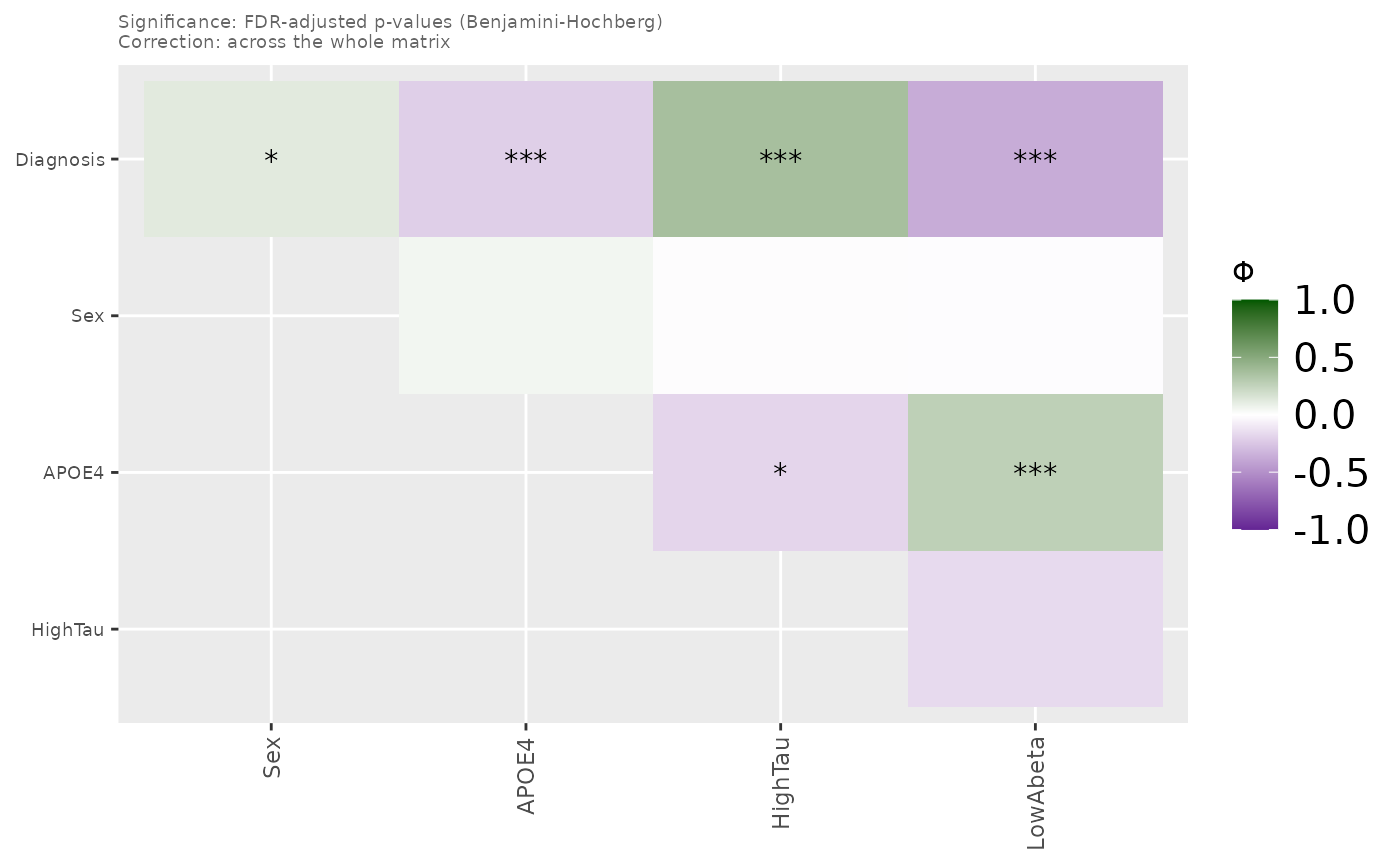 Significance: FDR-adjusted p-values (Benjamini-Hochberg)
Correction: across the whole matrix
Diagnosis
*
***
***
***
Sex
APOE4
*
***
HighTau
Sex
APOE4
HighTau
LowAbeta
Φ
1.0
0.5
0.0
-0.5
-1.0